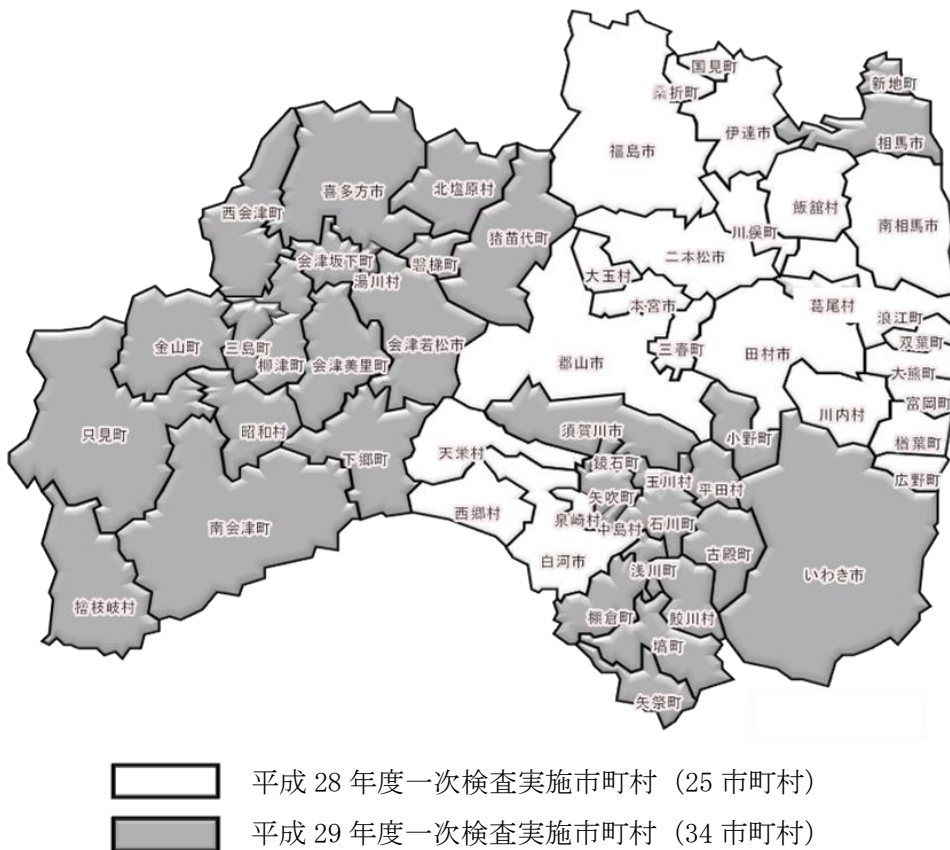 国見町
桑折町
新地町
伊達市
相馬市
福島市
喜多方市
北塩原村
飯舘村
西会津町
南相馬市
川俣町
猪苗代町
二本松市
会津坂下町
磐梯町
湯川村
大玉村
本宮市
葛尾村
浪江町
双葉町
金山町
三島町
柳津町
会津美里町
会津若松市
郡山市
三春町
田村市
大熊町
富岡町
川内村
只見町
昭和村
須賀川市
小野町
楢葉町
下郷町
天栄村
鏡石町
玉川村
平田村
広野町
矢吹町
南会津町
西郷村
泉崎村
中島村
石川町
古殿町
白河市
浅川町
いわき市
檜枝岐村
棚倉町
鮫川村
塙町
矢祭町
平成 28 年度一次検査実施市町村（25 市町村）
平成 29 年度一次検査実施市町村（34 市町村）